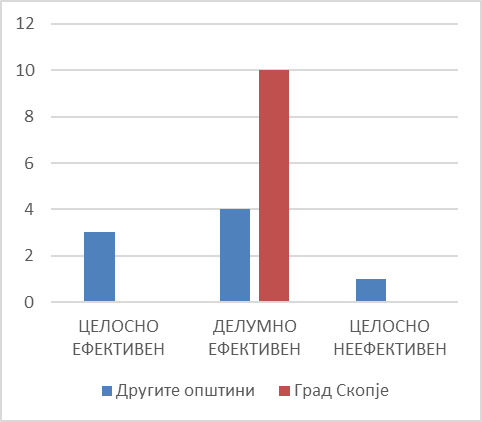 12
10
8
6
4
2
0
ЦЕЛОСНО ЕФЕКТИВЕН
ДЕЛУМНО ЕФЕКТИВЕН
ЦЕЛОСНО НЕЕФЕКТИВЕН
Другите општини
Град Скопје